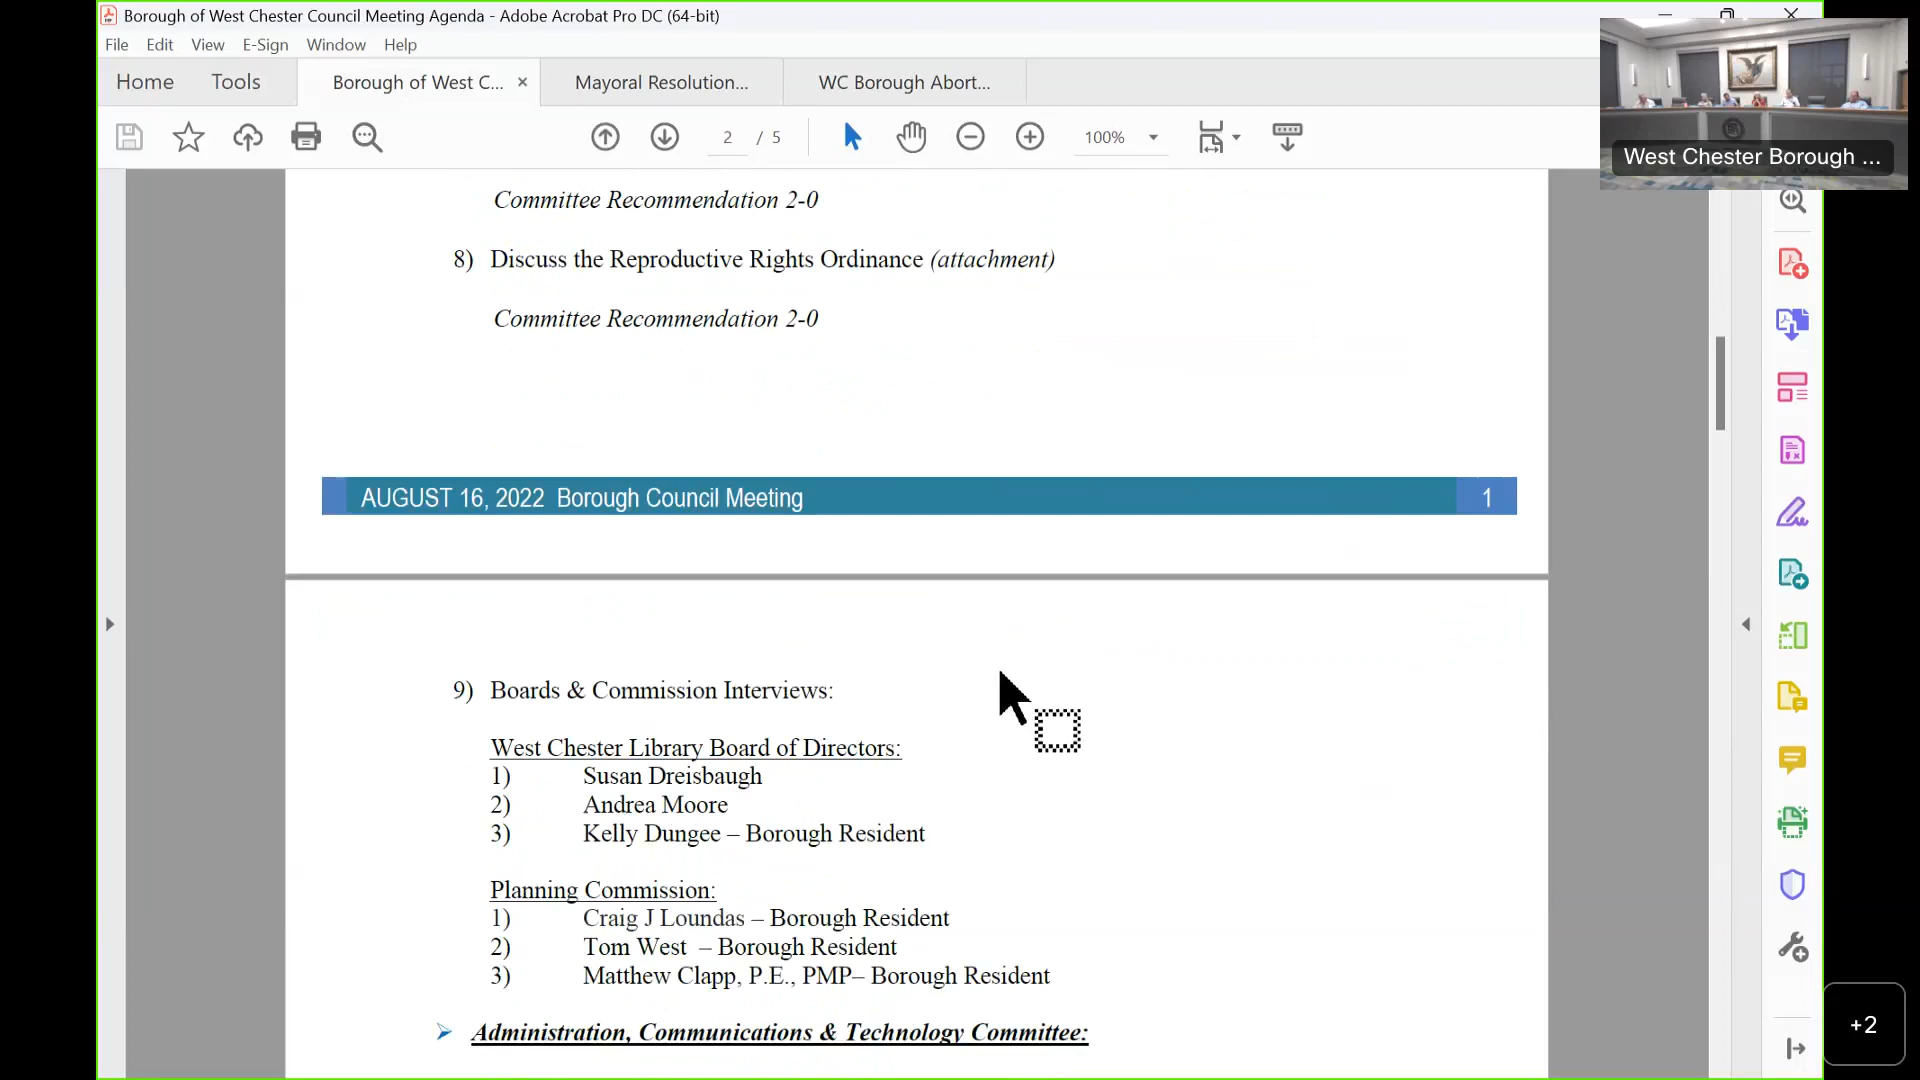 Borough of West Chester Council Meeting Agenda - Adobe Acrobat Pro DC (64-bit)
File Edit View E-Sign Window Help
Home Tools Borough of West C... × Mayoral Resolution... WC Borough Abort...
2 / 5 100%
West Chester Borough ...
Committee Recommendation 2-0
8) Discuss the Reproductive Rights Ordinance (attachment)
Committee Recommendation 2-0
AUGUST 16, 2022 Borough Council Meeting 1
9) Boards & Commission Interviews:
West Chester Library Board of Directors:
1) Susan Dreisbaugh
2) Andrea Moore
3) Kelly Dungee – Borough Resident
Planning Commission:
1) Craig J Loundas – Borough Resident
2) Tom West – Borough Resident
3) Matthew Clapp, P.E., PMP– Borough Resident
Administration, Communications & Technology Committee:
+2